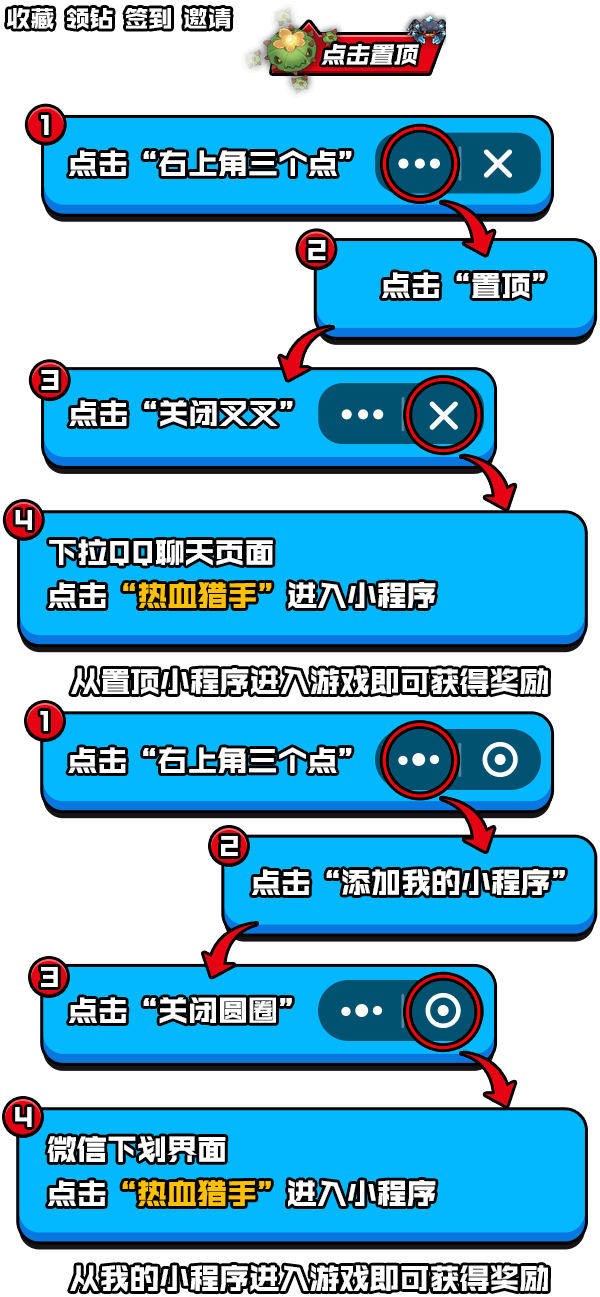 收藏 领钻 签到 邀请
点击置顶
1
点击“右上角三个点”
2
点击“置顶”
3
点击“关闭叉叉”
4
下拉QQ聊天页面
点击“热血猎手”进入小程序
从置顶小程序进入游戏即可获得奖励
1
点击“右上角三个点”
2
点击“添加我的小程序”
3
点击“关闭圆圈”
4
微信下划界面
点击“热血猎手”进入小程序
从我的小程序进入游戏即可获得奖励